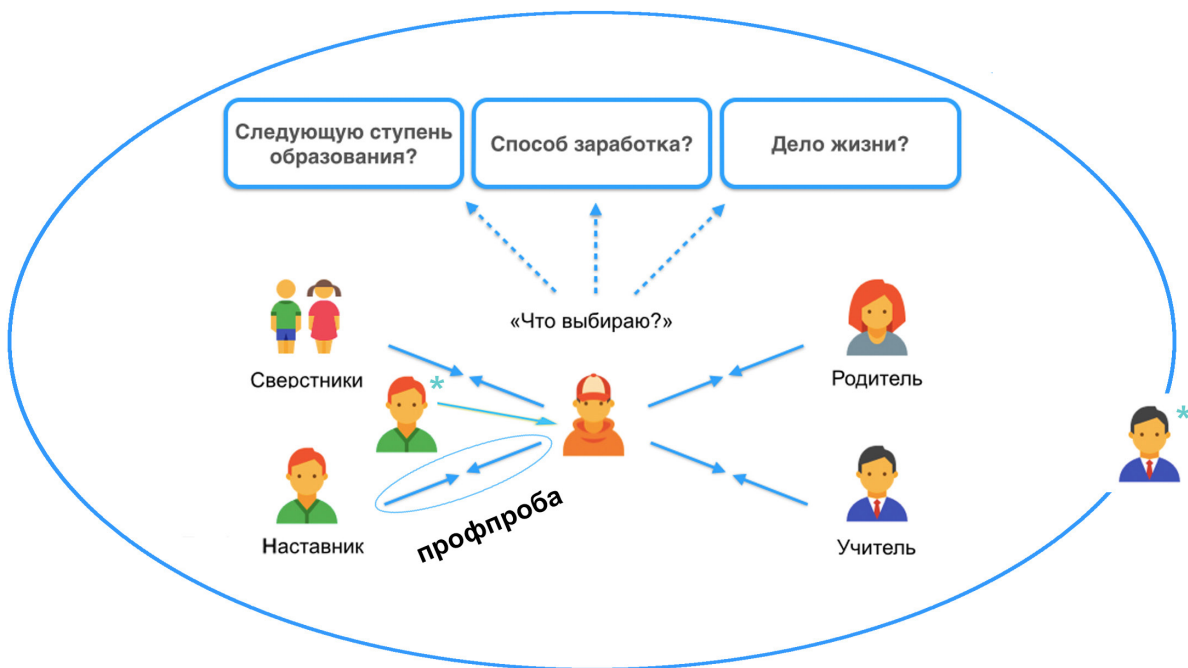 Следующую ступень
образования?
Способ заработка?
Дело жизни?
«Что выбираю?»
Сверстники
*
Родитель
*
Наставник
профпроба
Учитель